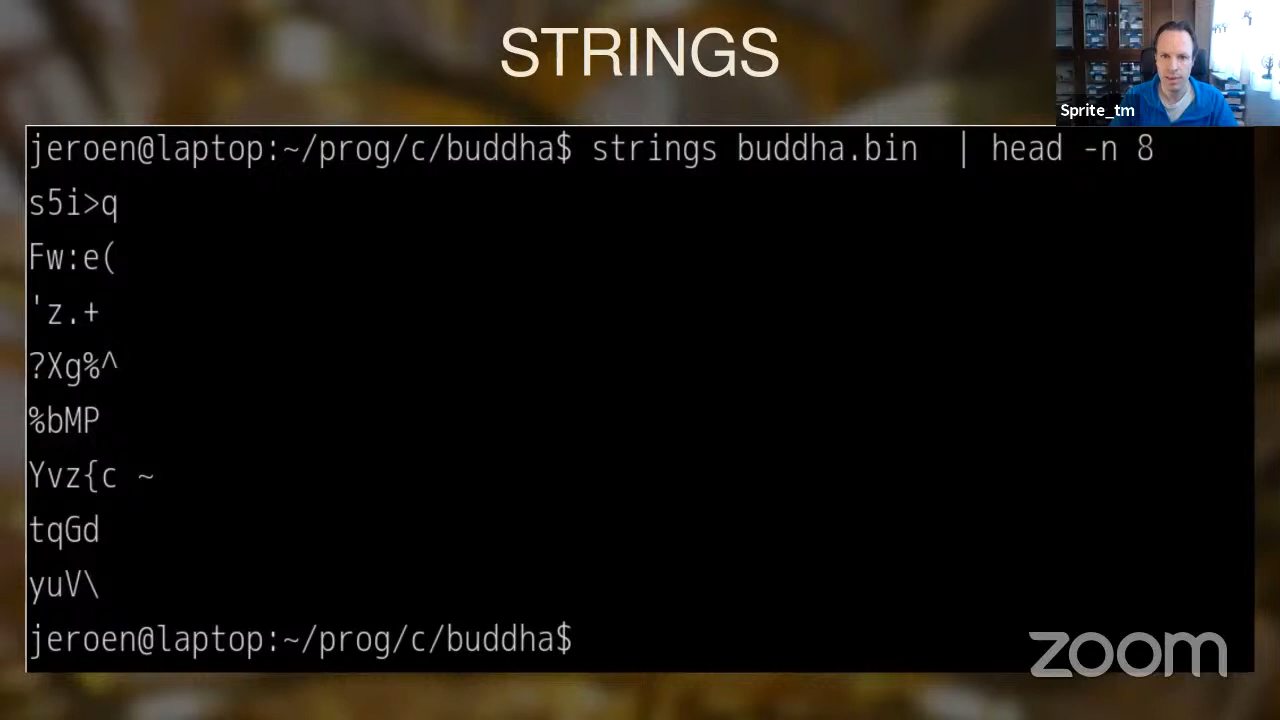 STRINGS
Sprite_tm
jeroen@laptop:~/prog/c/buddha$ strings buddha.bin  | head -n 8
s5i>q
Fw:e(
'z.+
?Xg%^
%bMP
Yvz{c ~
tqGd
yuV\
jeroen@laptop:~/prog/c/buddha$
zoom